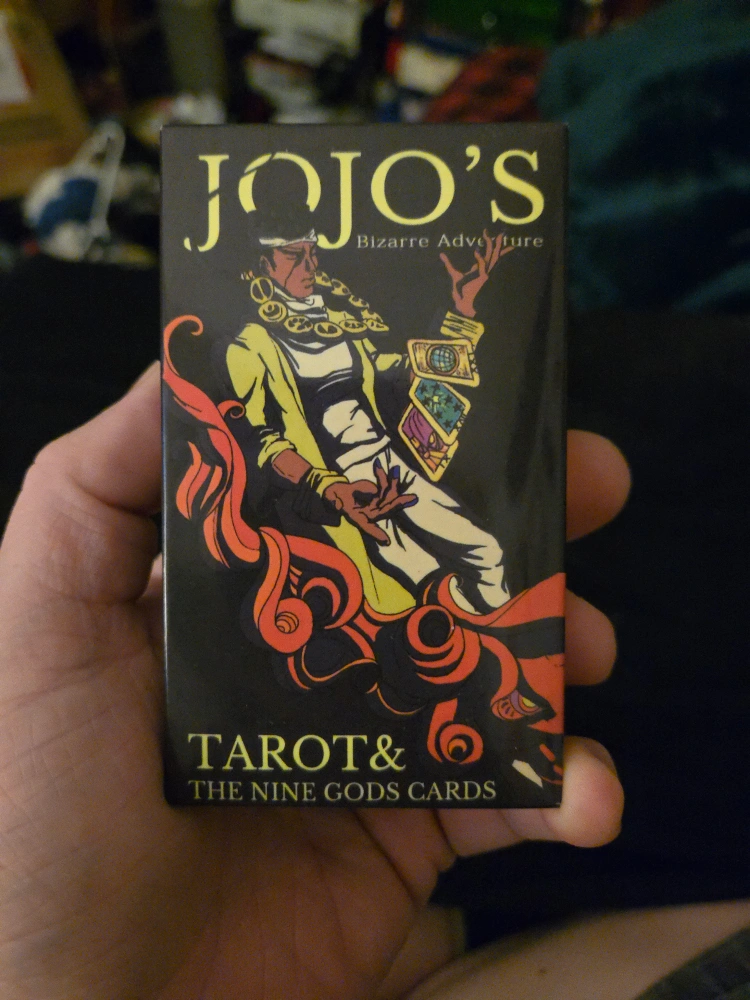 JOJO'S
Bizarre Adventure
TAROT&
THE NINE GODS CARDS